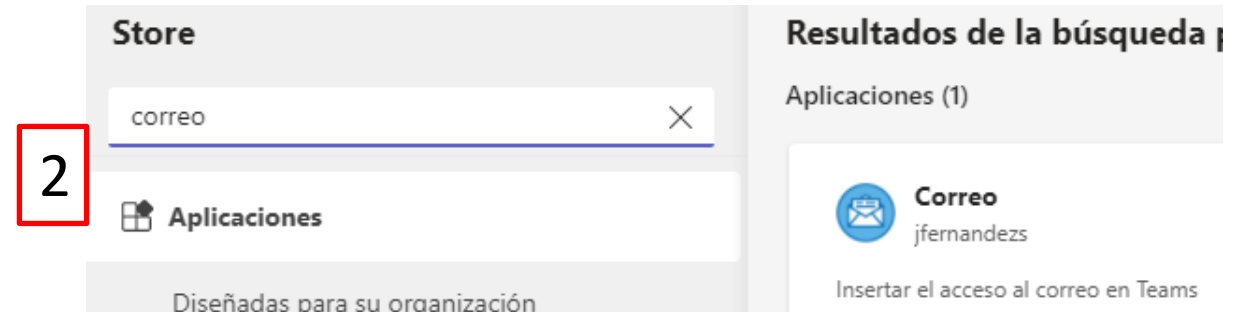 Store
correo
2
Aplicaciones
Diseñadas para su organización
Resultados de la búsqueda
Aplicaciones (1)
Correo
jfernandezs
Insertar el acceso al correo en Teams